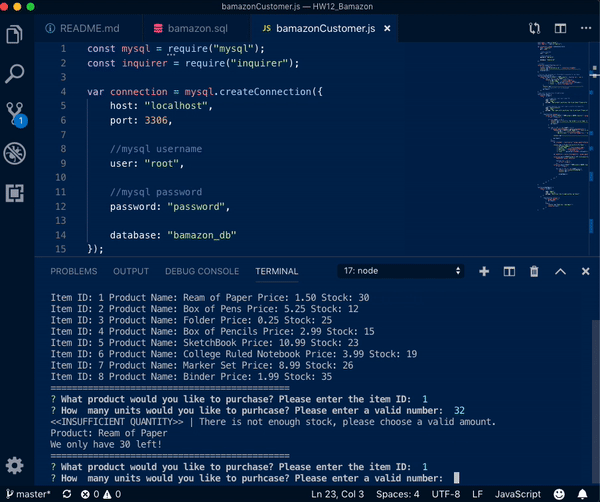 bamazonCustomer.js — HW12_Bamazon
README.md
bamazon.sql
JS bamazonCustomer.js
1 const mysql = require("mysql");
2 const inquirer = require("inquirer");
3
4 var connection = mysql.createConnection({
5 host: "localhost",
6 port: 3306,
7
8 //mysql username
9 user: "root",
10
11 //mysql password
12 password: "password",
13
14 database: "bamazon_db"
15 });
1
PROBLEMS OUTPUT DEBUG CONSOLE TERMINAL 17: node
Item ID: 1 Product Name: Ream of Paper Price: 1.50 Stock: 30
Item ID: 2 Product Name: Box of Pens Price: 5.25 Stock: 12
Item ID: 3 Product Name: Folder Price: 0.25 Stock: 25
Item ID: 4 Product Name: Box of Pencils Price: 2.99 Stock: 15
Item ID: 5 Product Name: SketchBook Price: 10.99 Stock: 23
Item ID: 6 Product Name: College Ruled Notebook Price: 3.99 Stock: 19
Item ID: 7 Product Name: Marker Set Price: 8.99 Stock: 26
Item ID: 8 Product Name: Binder Price: 1.99 Stock: 35
=============================================
? What product would you like to purchase? Please enter the item ID: 1
? How many units would you like to purhcase? Please enter a valid number: 32
<<INSUFFICIENT QUANTITY>> | There is not enough stock, please choose a valid amount.
Product: Ream of Paper
We only have 30 left!
=============================================
? What product would you like to purchase? Please enter the item ID: 1
? How many units would you like to purhcase? Please enter a valid number:
master* 0 0 Ln 23, Col 3 Spaces: 4 UTF-8 LF JavaScript